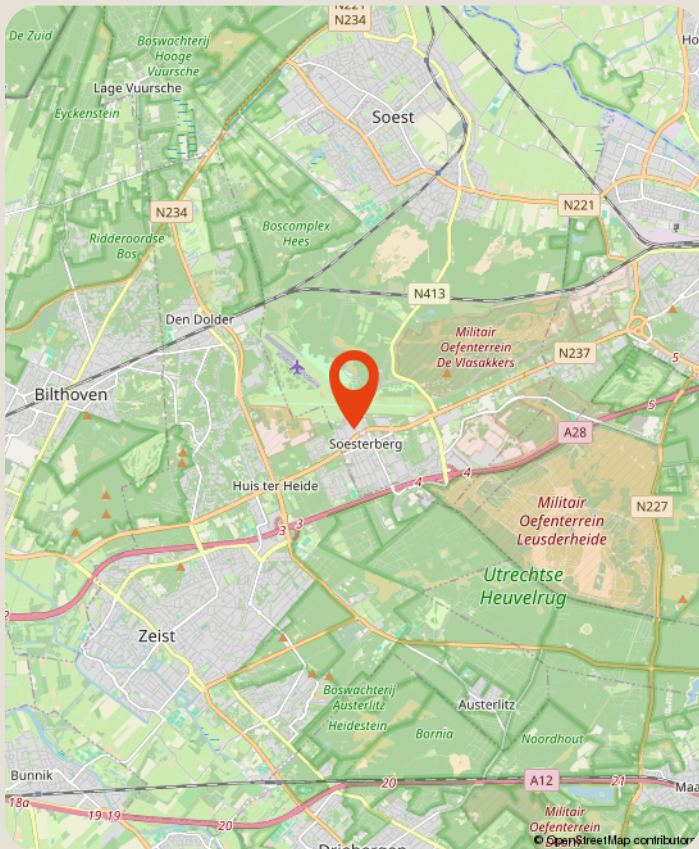 N221
N234
De Zuid
Boswachterij
Hooge
Vuursche
Lage Vuursche
Eyckenstein
Soest
N234
N221
Ridderoordse
Bos
Boscomplex
Hees
N413
Den Dolder
Militair
Oefenterrein
De Vlasakkers
N237
5
Bilthoven
5
A28
Soesterberg
4
4
Huis ter Heide
N227
Militair
Oefenterrein
Leusderheide
3
3
Utrechtse
Heuvelrug
Zeist
Boswachterij
Austerlitz
Heidestein
Austerlitz
Bornia
Noordhout
Bunnik
20
A12
21
Maa
18a
19
19
20
Militair
Oefenterrein
© OpenStreetMap contributors